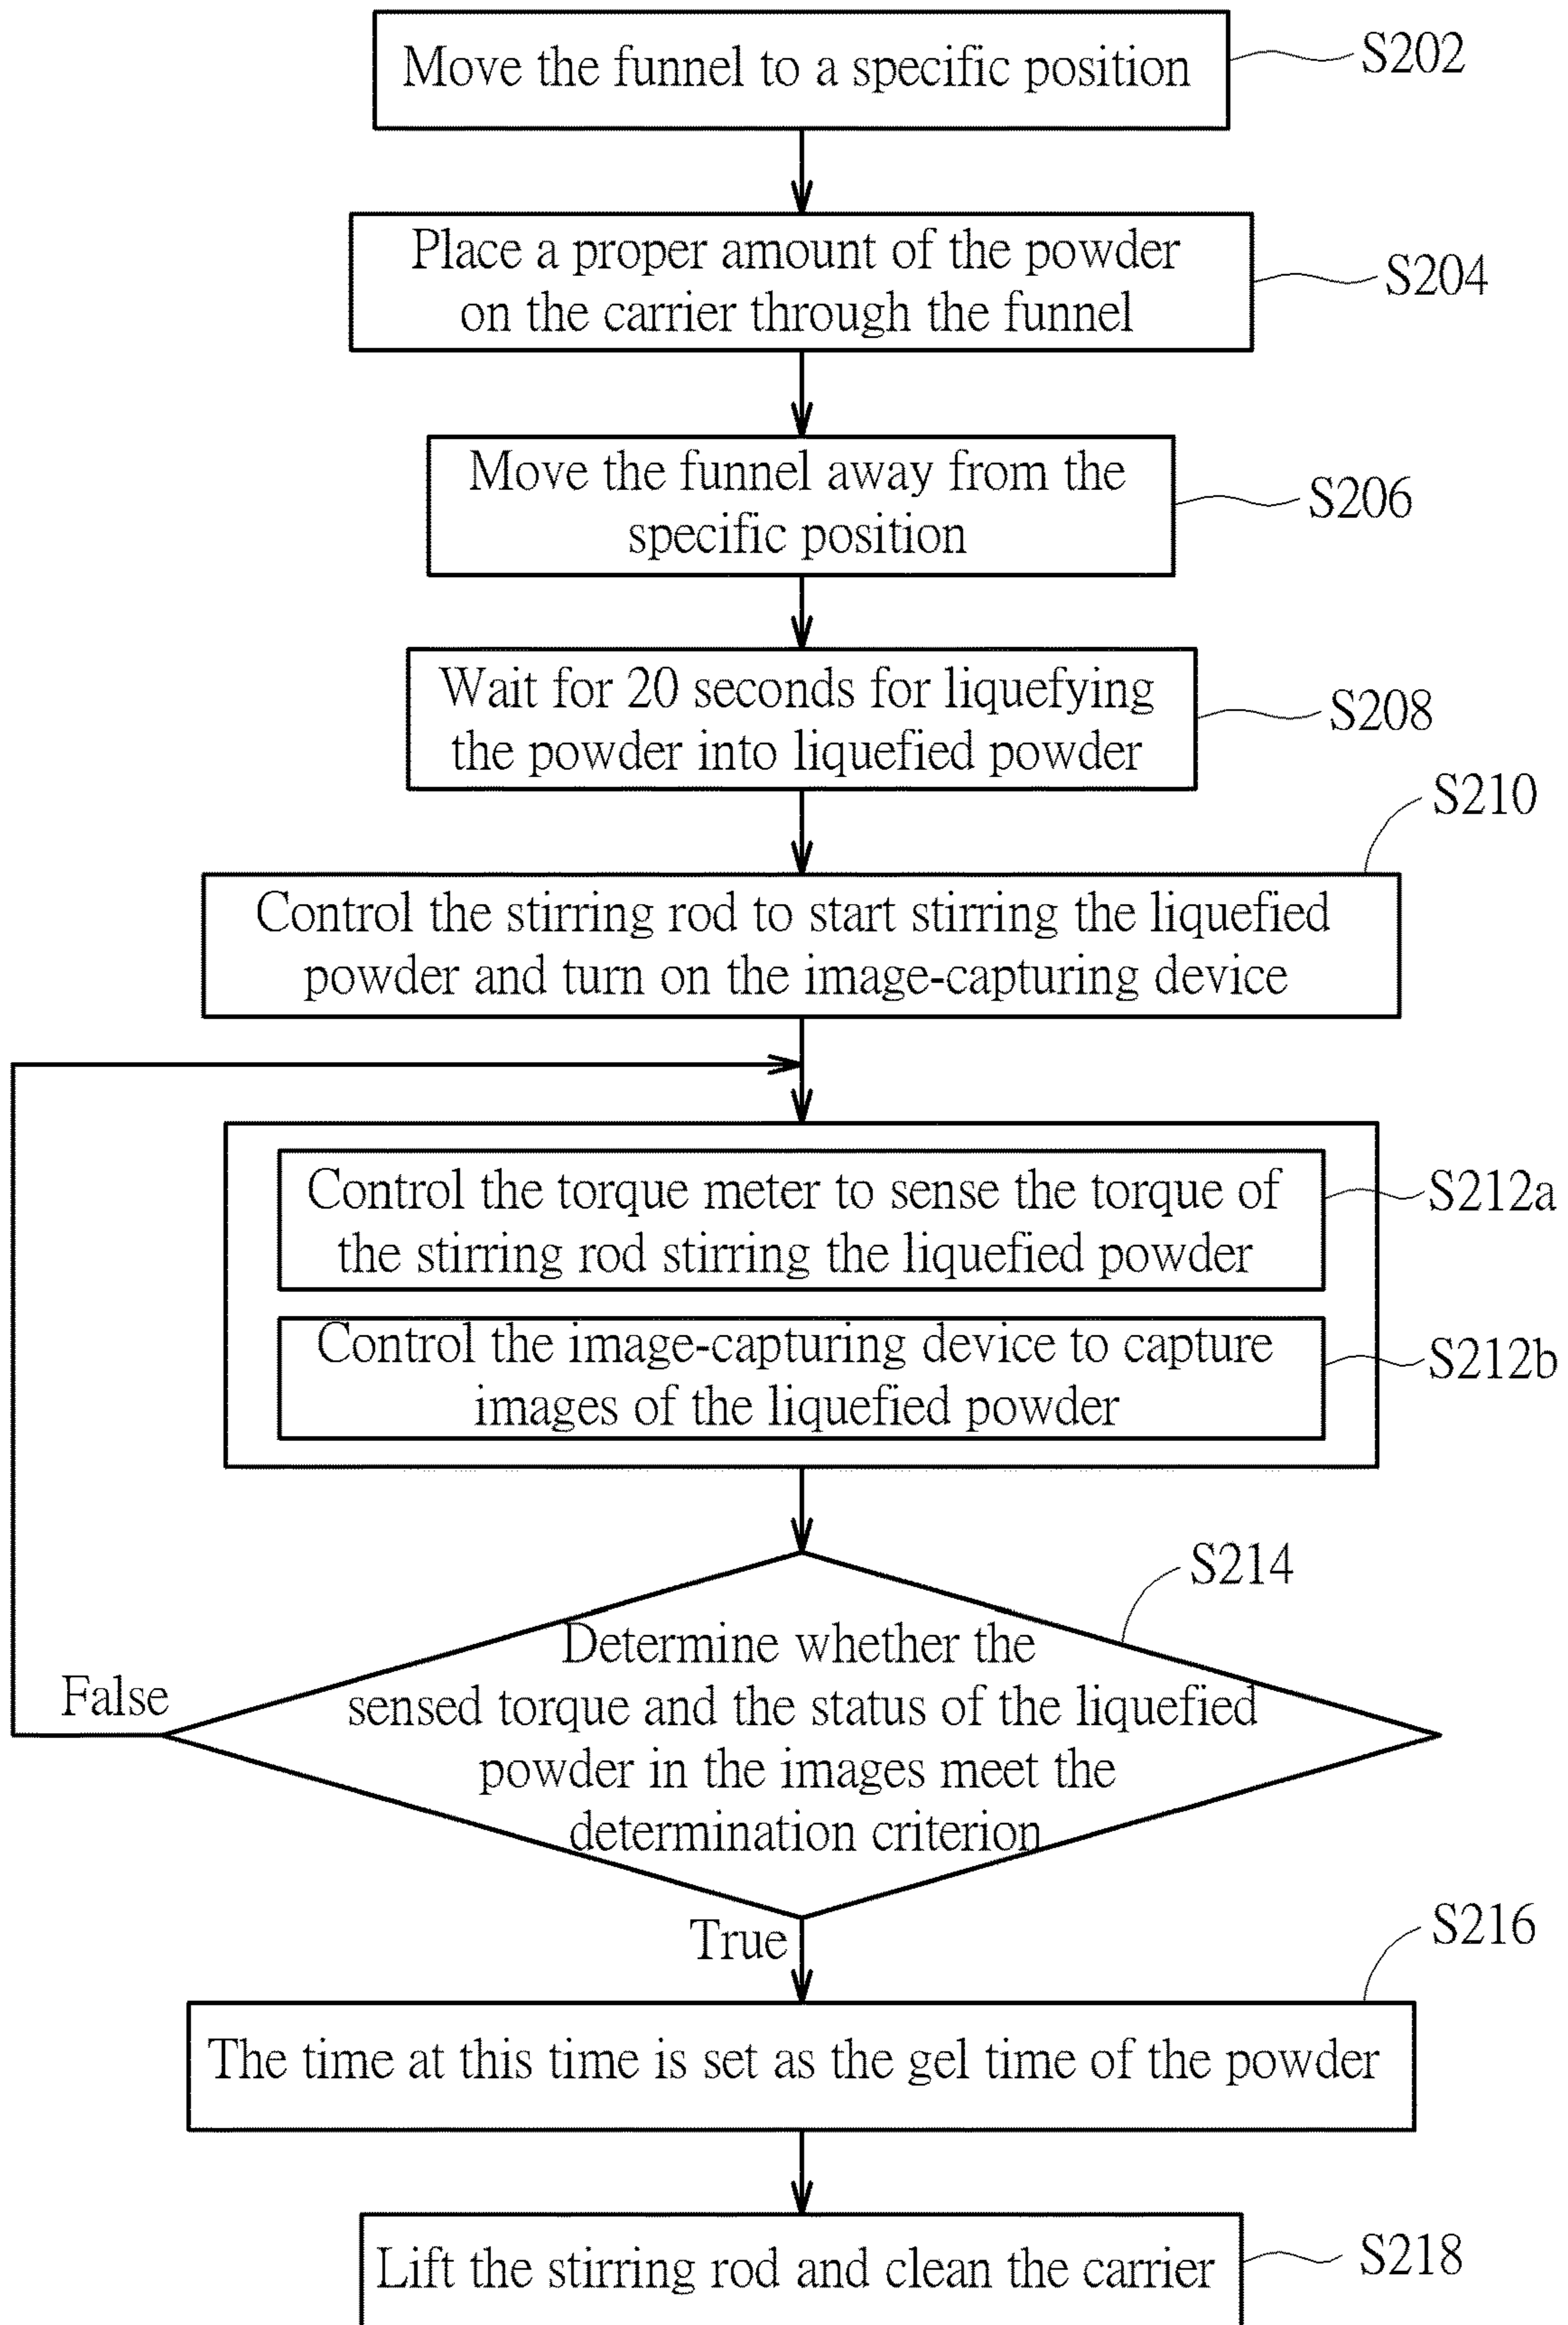 Move the funnel to a specific position
S202
Place a proper amount of the powder
on the carrier through the funnel
S204
Move the funnel away from the
specific position
S206
Wait for 20 seconds for liquefying
the powder into liquefied powder
S208
S210
Control the stirring rod to start stirring the liquefied
powder and turn on the image-capturing device
Control the torque meter to sense the torque of
the stirring rod stirring the liquefied powder
S212a
Control the image-capturing device to capture
images of the liquefied powder
S212b
S214
Determine whether the
sensed torque and the status of the liquefied
powder in the images meet the
determination criterion
False
True
S216
The time at this time is set as the gel time of the powder
Lift the stirring rod and clean the carrier
S218